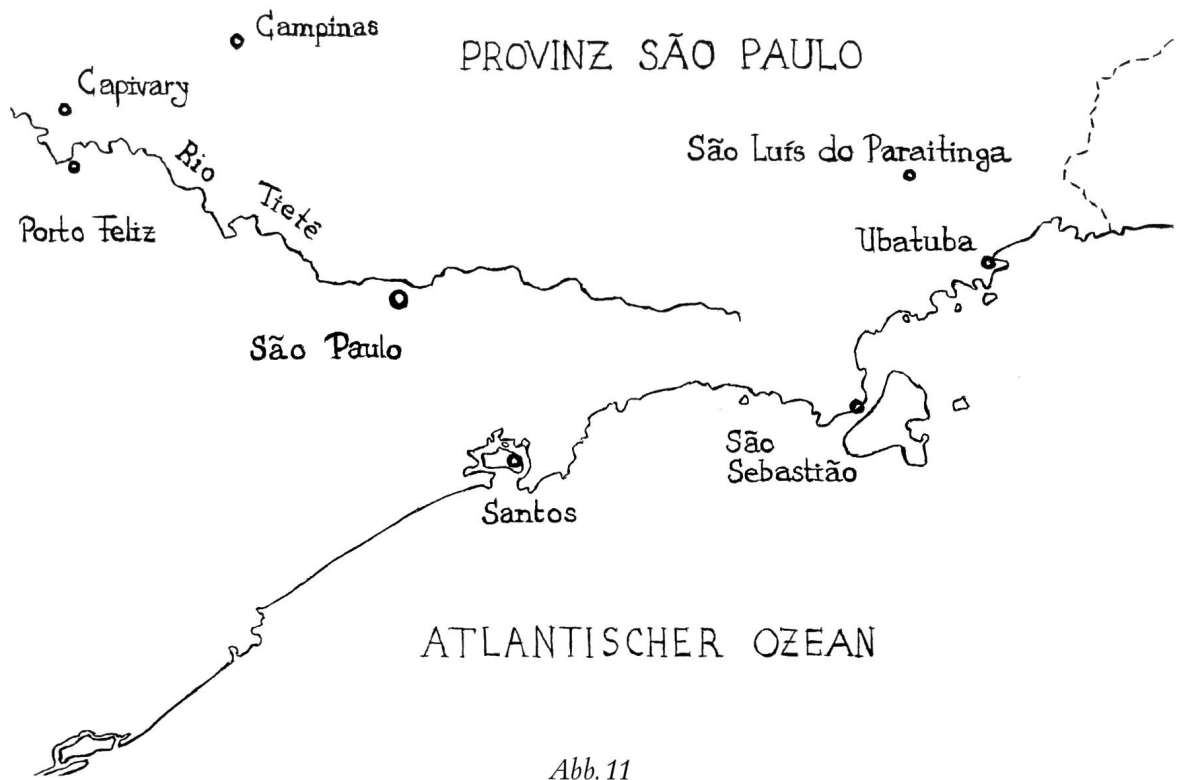 Campinas
PROVINZ SÃO PAULO
Capivary
São Luís do Paraitinga
Rio
Tietê
Porto Feliz
Ubatuba
São Paulo
São
Sebastião
Santos
ATLANTISCHER OZEAN
Abb. 11